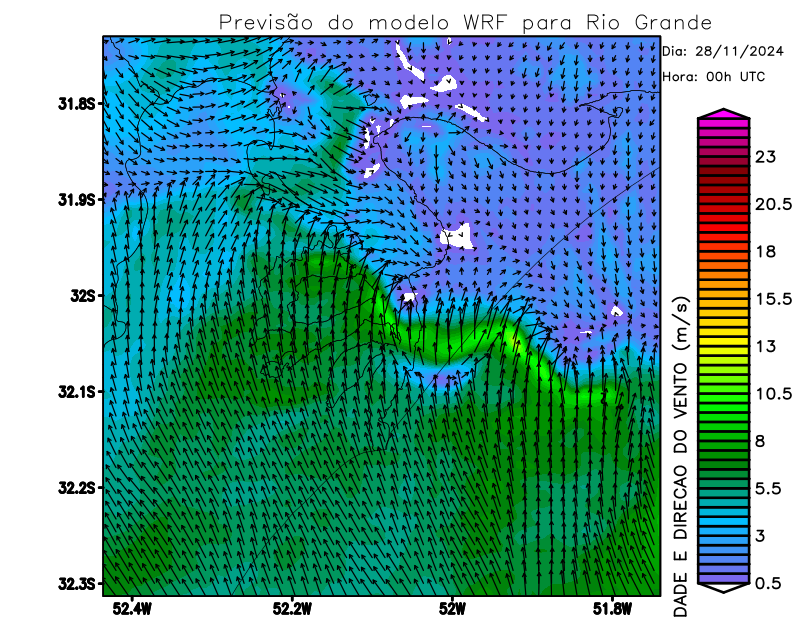 Previsão do modelo WRF para Rio Grande
Dia: 28/11/2024
Hora: 00h UTC
31.8S
31.9S
32S
32.1S
32.2S
32.3S
52.4W
52.2W
52W
51.8W
23
20.5
18
15.5
13
10.5
8
5.5
3
0.5
DADE E DIRECAO DO VENTO (m/s)